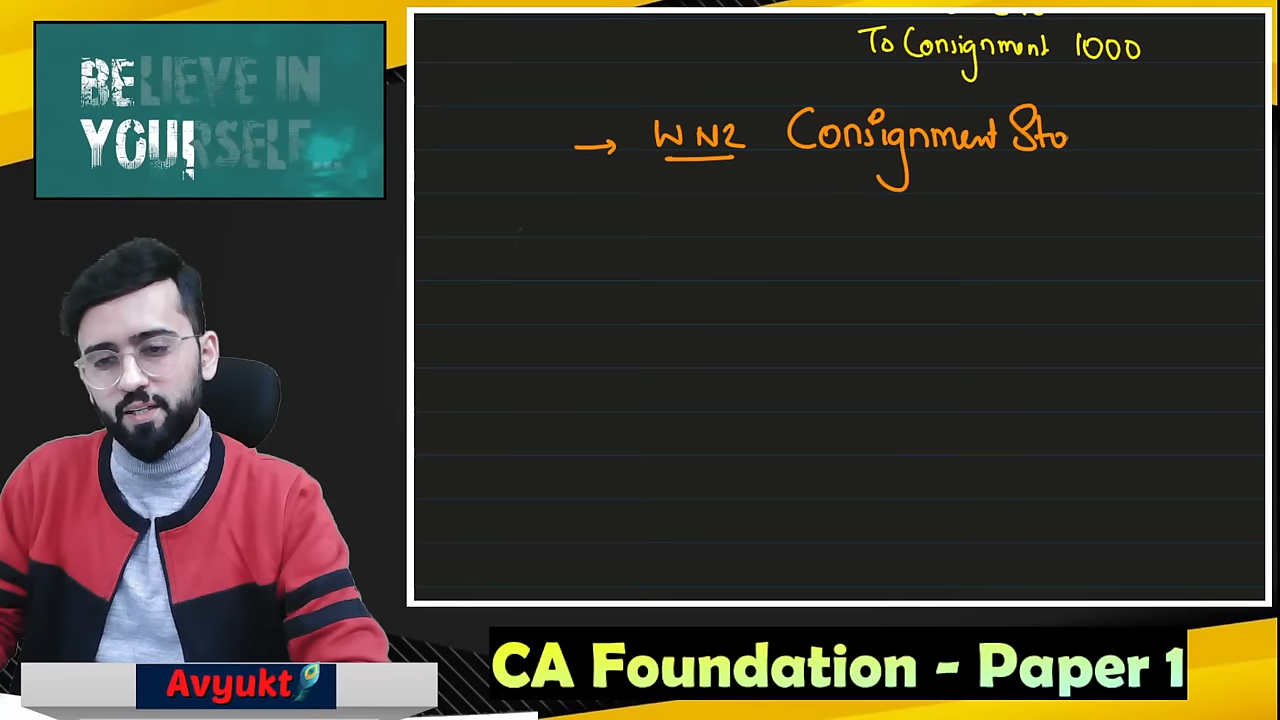 BELIEVE IN
YOURSELF...
To Consignment 1000
→ WN2 Consignment Sto
Avyukt
CA Foundation - Paper 1